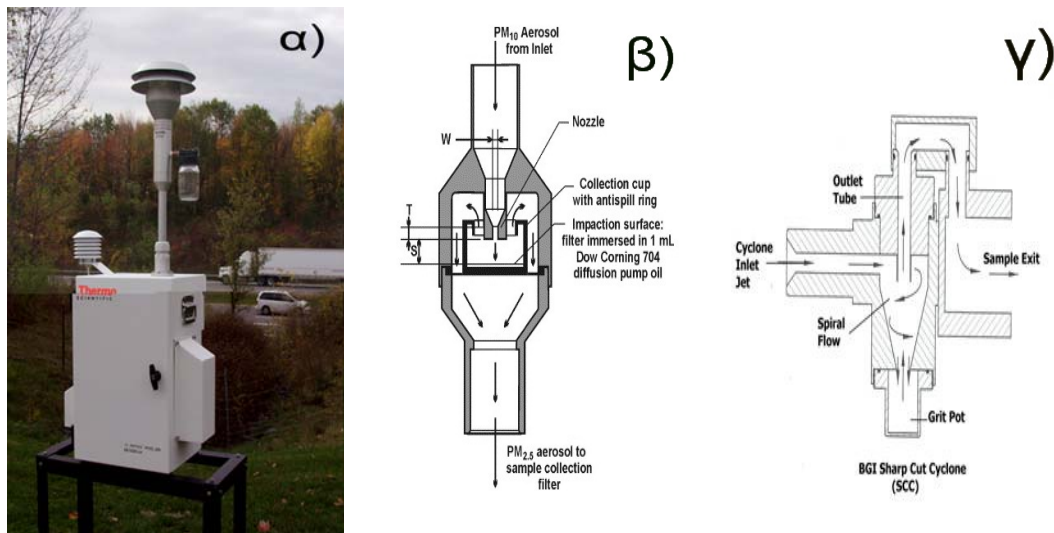 α)
Thermo
SCIENTIFIC
β)
PM10 Aerosol
from Inlet
W
Nozzle
Collection cup
with antispill ring
T
S
Impaction surface:
filter immersed in 1 mL
Dow Corning 704
diffusion pump oil
PM2.5 aerosol to
sample collection
filter
γ)
Outlet
Tube
Cyclone
Inlet
Jet
Sample Exit
Spiral
Flow
Grit Pot
BGI Sharp Cut Cyclone
(SCC)